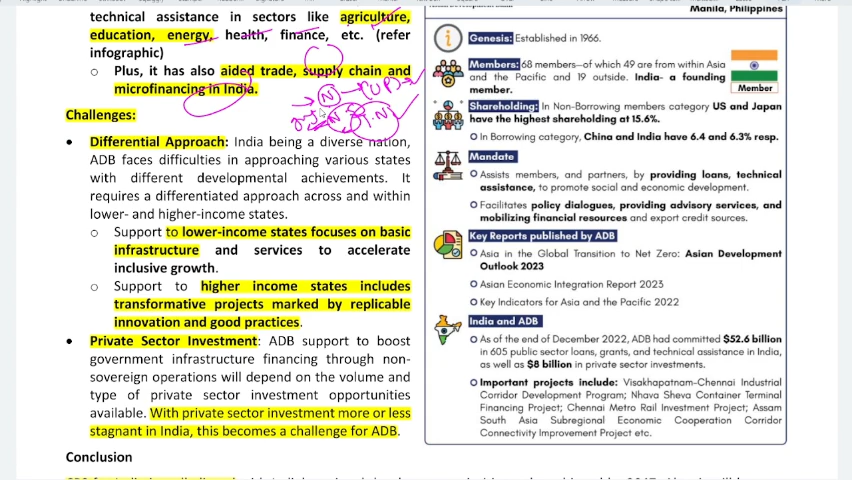 technical assistance in sectors like agriculture,
education, energy, health, finance, etc. (refer
infographic)
o Plus, it has also aided trade, supply chain and
microfinancing in India.
Challenges:
• Differential Approach: India being a diverse nation,
ADB faces difficulties in approaching various states
with different developmental achievements. It
requires a differentiated approach across and within
lower- and higher-income states.
o Support to lower-income states focuses on basic
infrastructure and services to accelerate
inclusive growth.
o Support to higher income states includes
transformative projects marked by replicable
innovation and good practices.
• Private Sector Investment: ADB support to boost
government infrastructure financing through non-
sovereign operations will depend on the volume and
type of private sector investment opportunities
available. With private sector investment more or less
stagnant in India, this becomes a challenge for ADB.
Conclusion
Manila, Philippines
Genesis: Established in 1966.
Members: 68 members—of which 49 are from within Asia
and the Pacific and 19 outside. India- a founding
member.
Member
Shareholding: In Non-Borrowing members category US and Japan
have the highest shareholding at 15.6%.
In Borrowing category, China and India have 6.4 and 6.3% resp.
Mandate
Assists members, and partners, by providing loans, technical
assistance, to promote social and economic development.
Facilitates policy dialogues, providing advisory services, and
mobilizing financial resources and export credit sources.
Key Reports published by ADB
Asia in the Global Transition to Net Zero: Asian Development
Outlook 2023
Asian Economic Integration Report 2023
Key Indicators for Asia and the Pacific 2022
India and ADB
As of the end of December 2022, ADB had committed $52.6 billion
in 605 public sector loans, grants, and technical assistance in India,
as well as $8 billion in private sector investments.
Important projects include: Visakhapatnam-Chennai Industrial
Corridor Development Program; Nhava Sheva Container Terminal
Financing Project; Chennai Metro Rail Investment Project; Assam
South Asia Subregional Economic Cooperation Corridor
Connectivity Improvement Project etc.